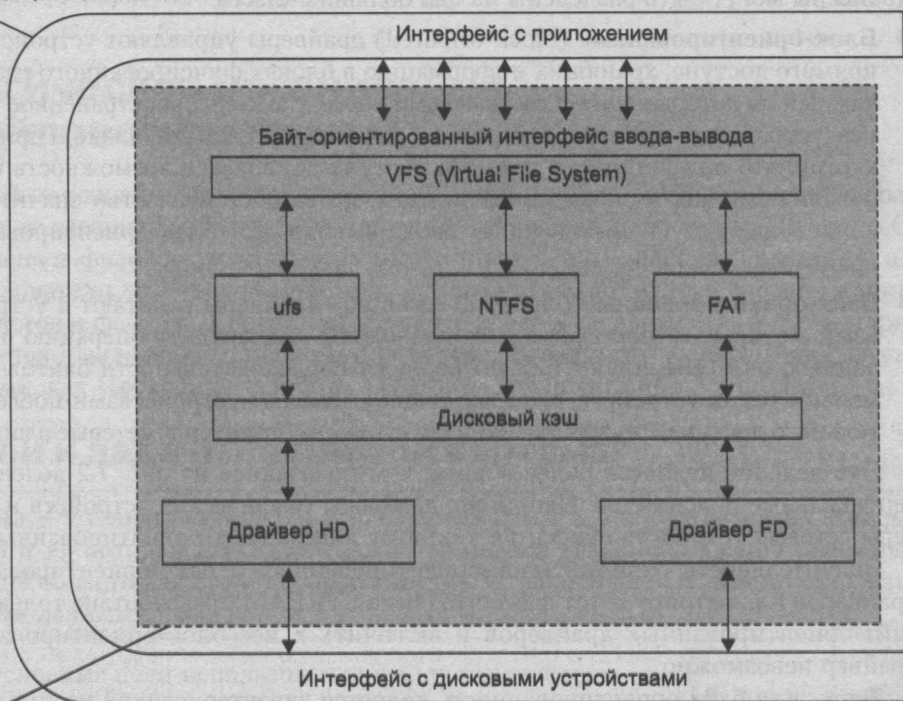 Интерфейс с приложением
Байт-ориентированный интерфейс ввода-вывода
VFS (Virtual File System)
ufs
NTFS
FAT
Дисковый кэш
Драйвер HD
Драйвер FD
Интерфейс с дисковыми устройствами